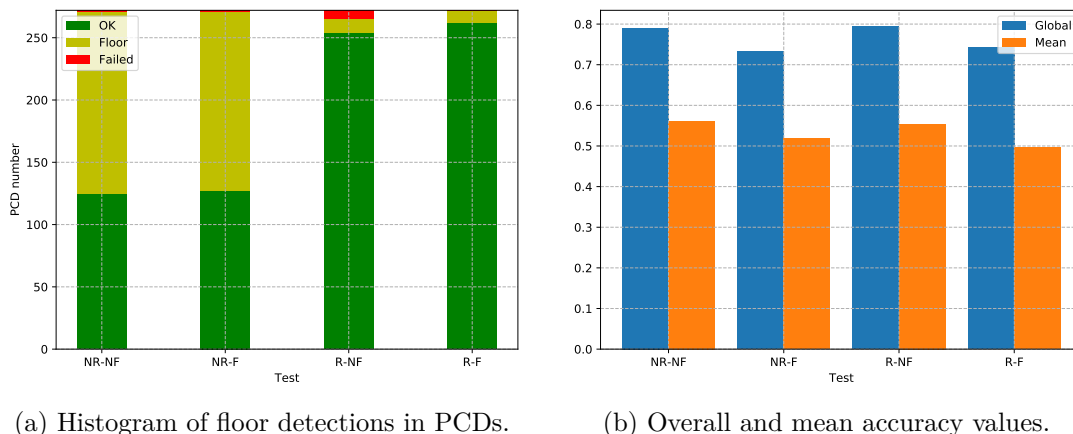 OK
Floor
Failed
250
200
150
100
50
0
PCD number
NR-NF
NR-F
R-NF
R-F
Test
(a) Histogram of floor detections in PCDs.
Global
Mean
0.8
0.7
0.6
0.5
0.4
0.3
0.2
0.1
0.0
NR-NF
NR-F
R-NF
R-F
Test
(b) Overall and mean accuracy values.